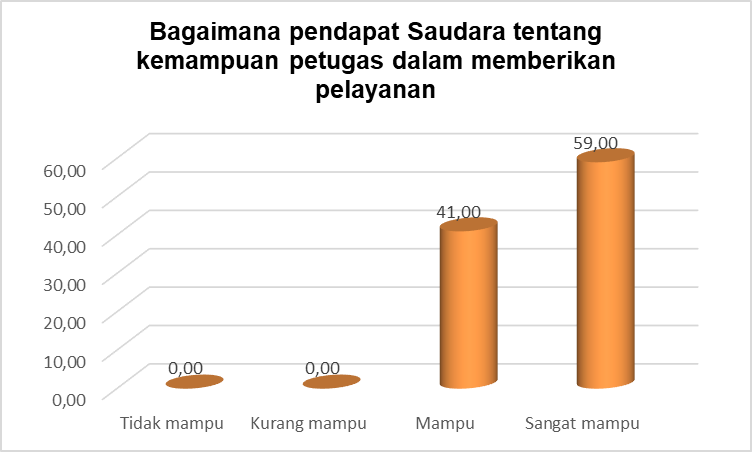 Bagaimana pendapat Saudara tentang
kemampuan petugas dalam memberikan
pelayanan
59,00
60,00
50,00
41,00
40,00
30,00
20,00
10,00
0,00
0,00
0,00
Tidak mampu
Kurang mampu
Mampu
Sangat mampu